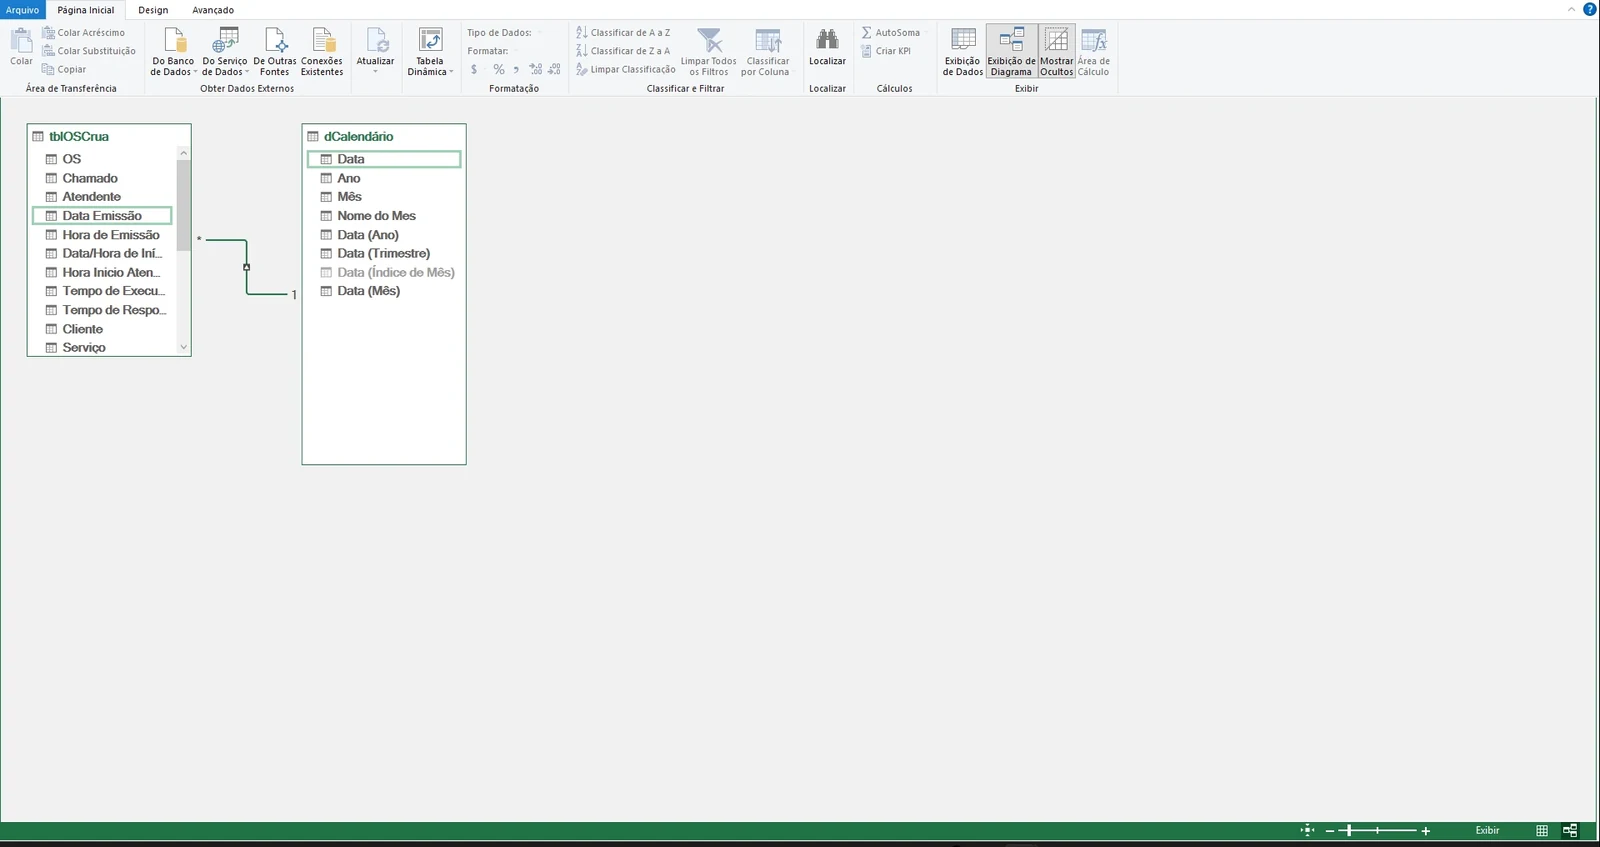 Arquivo Página Inicial Design Avançado
Colar
Colar Acréscimo
Colar Substituição
Copiar
Área de Transferência
Do Banco de Dados
Do Serviço de Dados
De Outras Fontes
Conexões Existentes
Obter Dados Externos
Atualizar
Tabela Dinâmica
Tipo de Dados:
Formatar:
$ % , ,00 ,00
Formatação
Classificar de A a Z
Classificar de Z a A
Limpar Classificação
Limpar Todos os Filtros
Classificar por Coluna
Classificar e Filtrar
Localizar
Localizar
AutoSoma
Criar KPI
Cálculos
Exibição de Dados
Exibição de Diagrama
Mostrar Ocultos
Área de Cálculo
Exibir
tblOSCrua
OS
Chamado
Atendente
Data Emissão
Hora de Emissão
Data/Hora de Iní...
Hora Inicio Aten...
Tempo de Execu...
Tempo de Respo...
Cliente
Serviço
*
1
dCalendário
Data
Ano
Mês
Nome do Mes
Data (Ano)
Data (Trimestre)
Data (Índice de Mês)
Data (Mês)
Exibir